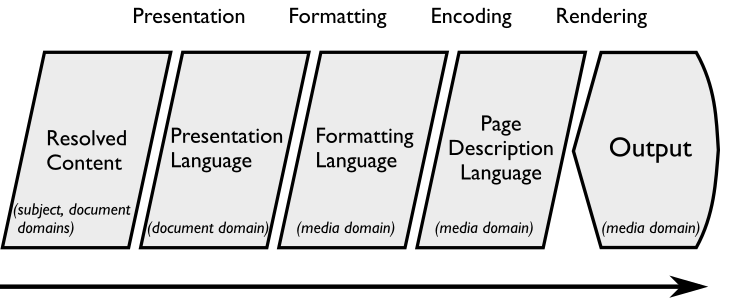 Presentation Formatting Encoding Rendering
Resolved
Content
(subject, document
domains)
Presentation
Language
(document domain)
Formatting
Language
(media domain)
Page
Description
Language
(media domain)
Output
(media domain)